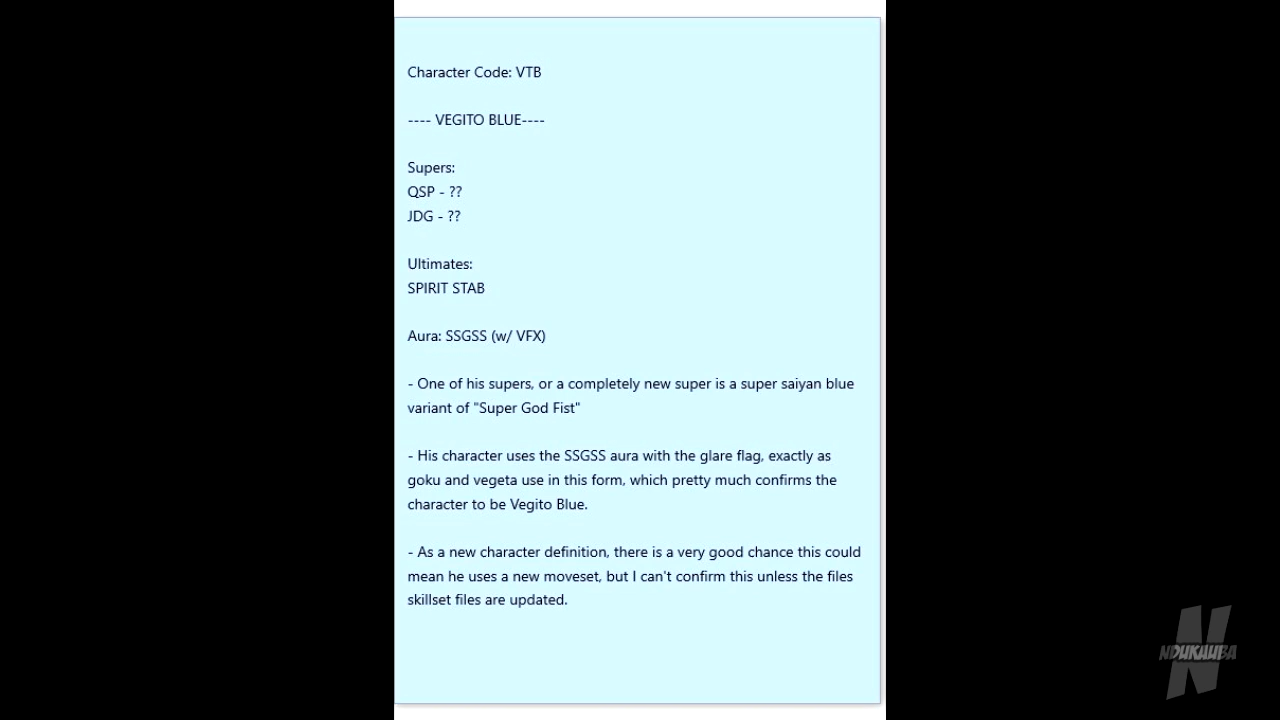 Character Code: VTB
---- VEGITO BLUE----
Supers:
QSP - ??
JDG - ??
Ultimates:
SPIRIT STAB
Aura: SSGSS (w/ VFX)
- One of his supers, or a completely new super is a super saiyan blue
variant of "Super God Fist"
- His character uses the SSGSS aura with the glare flag, exactly as
goku and vegeta use in this form, which pretty much confirms the
character to be Vegito Blue.
- As a new character definition, there is a very good chance this could
mean he uses a new moveset, but I can't confirm this unless the files
skillset files are updated.
N
NDUKAUBA